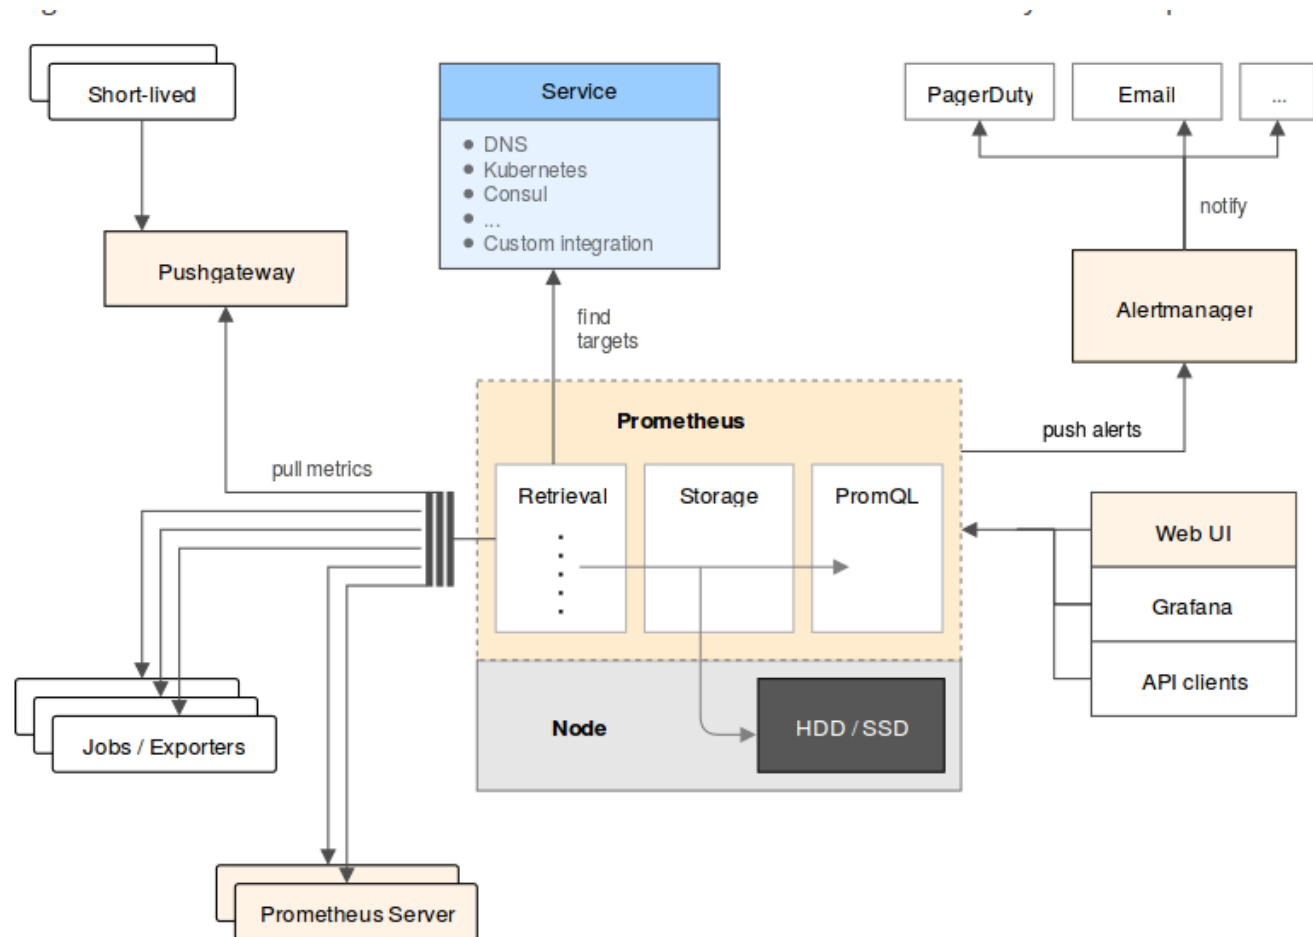 Short-lived
Service
PagerDuty
Email
...
DNS
Kubernetes
Consul
...
Custom integration
notify
Pushgateway
Alertmanager
find
targets
Prometheus
push alerts
pull metrics
Retrieval
Storage
PromQL
Web UI
Grafana
API clients
Node
HDD / SSD
Jobs / Exporters
Prometheus Server